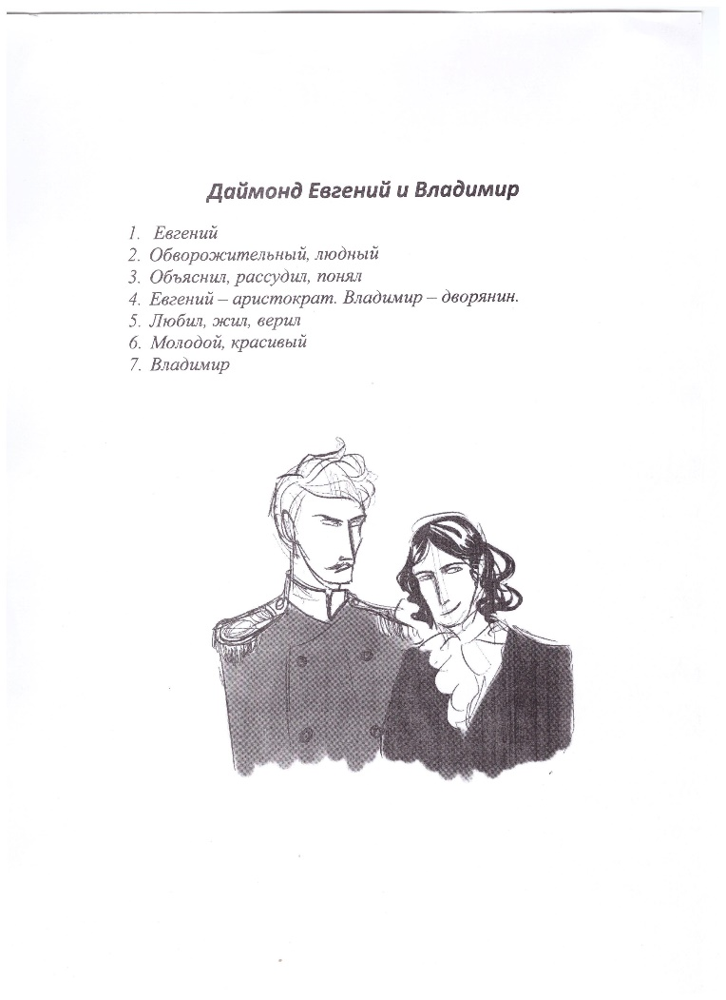 Даймонд Евгений и Владимир
1. Евгений
2. Обворожительный, людный
3. Объяснил, рассудил, понял
4. Евгений – аристократ. Владимир – дворянин.
5. Любил, жил, верил
6. Молодой, красивый
7. Владимир